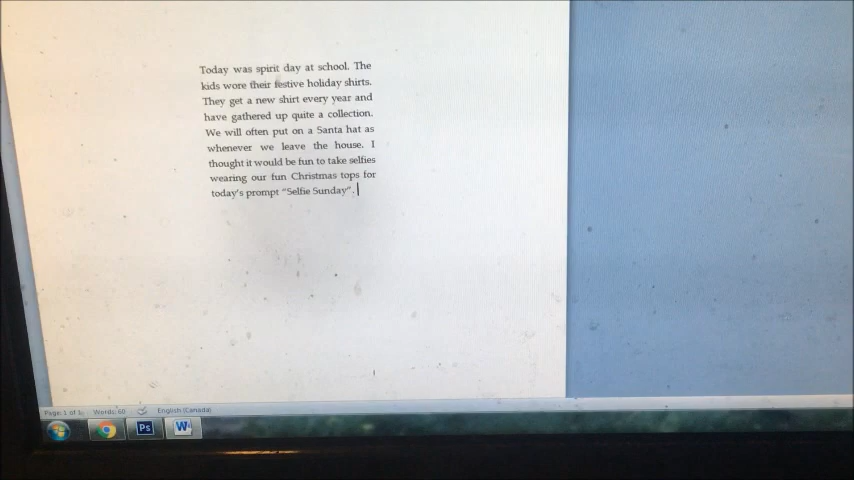 Today was spirit day at school. The
kids wore their festive holiday shirts.
They get a new shirt every year and
have gathered up quite a collection.
We will often put on a Santa hat as
whenever we leave the house. I
thought it would be fun to take selfies
wearing our fun Christmas tops for
today's prompt "Selfie Sunday".
Page: 1 of 1 Words: 60 English (Canada)
Ps W